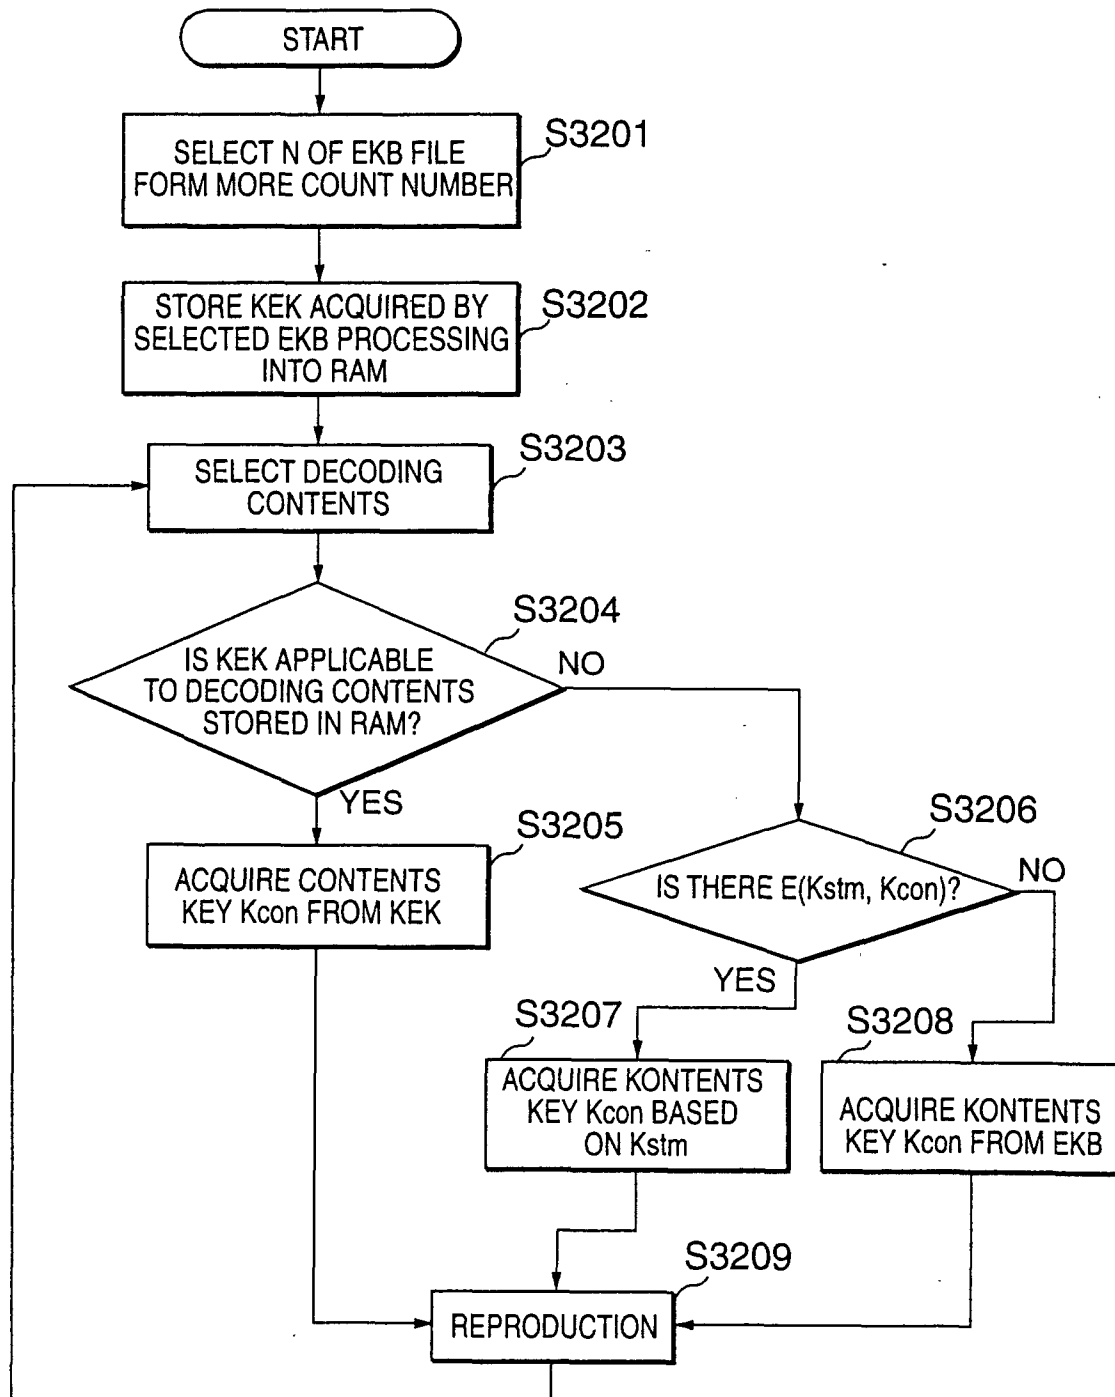 START
S3201
SELECT N OF EKB FILE
FORM MORE COUNT NUMBER
S3202
STORE KEK ACQUIRED BY
SELECTED EKB PROCESSING
INTO RAM
S3203
SELECT DECODING
CONTENTS
S3204
IS KEK APPLICABLE
TO DECODING CONTENTS
STORED IN RAM?
NO
YES
S3205
ACQUIRE CONTENTS
KEY Kcon FROM KEK
S3206
IS THERE E(Kstm, Kcon)?
NO
YES
S3207
ACQUIRE KONTENTS
KEY Kcon BASED
ON Kstm
S3208
ACQUIRE KONTENTS
KEY Kcon FROM EKB
S3209
REPRODUCTION